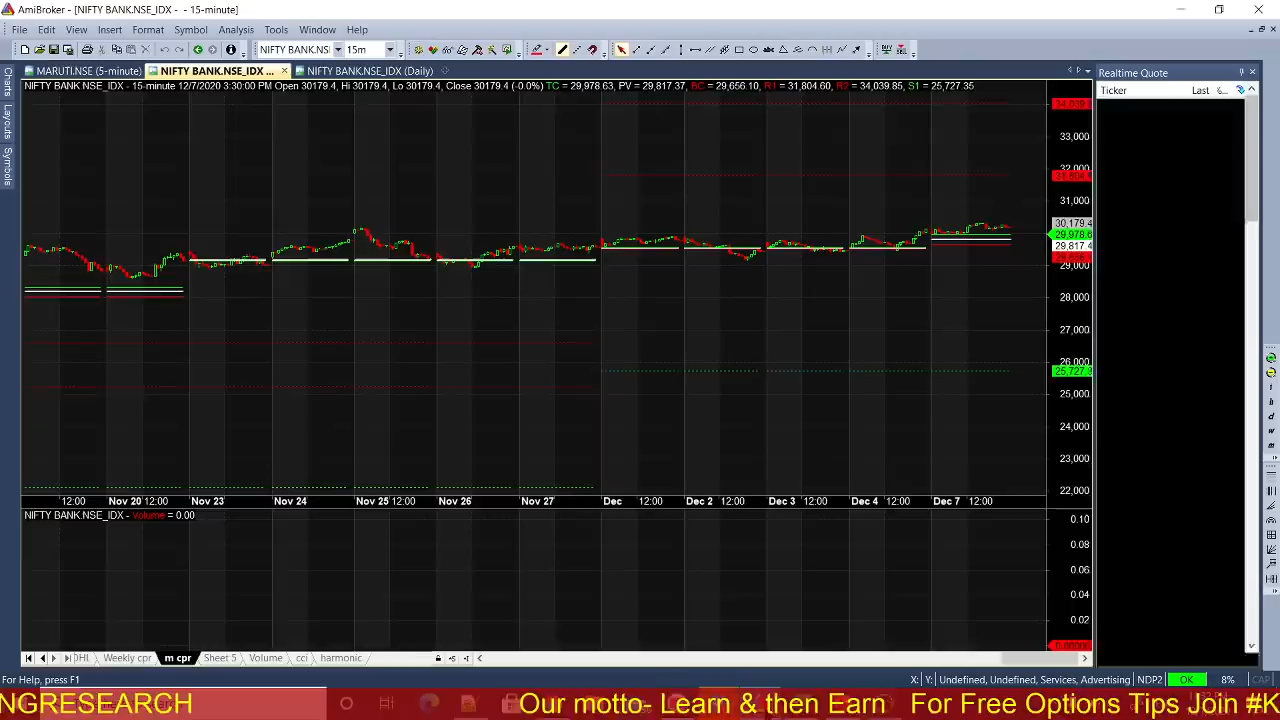 AmiBroker - [NIFTY BANK.NSE_IDX - - 15-minute]
File Edit View Insert Format Symbol Analysis Tools Window Help
NIFTY BANK.NSE 15m
MARUTI.NSE (5-minute) NIFTY BANK.NSE_IDX ... NIFTY BANK.NSE_IDX (Daily)
NIFTY BANK.NSE_IDX - 15-minute 12/7/2020 3:30:00 PM Open 30179.4, Hi 30179.4, Lo 30179.4, Close 30179.4 (-0.0%) TC = 29,978.63, PV = 29,817.37, BC = 29,656.10, R1 = 31,804.60, R2 = 34,039.85, S1 = 25,727.35
Charts
Layouts
Symbols
Realtime Quote
Ticker Last %...
33,000
32,000
31,000
30,179.4
29,978.6
29,817.4
29,000
28,000
27,000
26,000
25,727.3
25,000
24,000
23,000
22,000
12:00 Nov 20 12:00 Nov 23 Nov 24 Nov 25 12:00 Nov 26 Nov 27 Dec 12:00 Dec 2 12:00 Dec 3 12:00 Dec 4 12:00 Dec 7 12:00
NIFTY BANK.NSE_IDX - Volume = 0.00
0.10
0.08
0.06
0.04
0.02
Weekly cpr m cpr Sheet 5 Volume cci harmonic
For Help, press F1
X: Y: Undefined, Undefined, Services, Advertising NDP2 OK 8% CAP
NGRESEARCH Our motto- Learn & then Earn For Free Options Tips Join #K